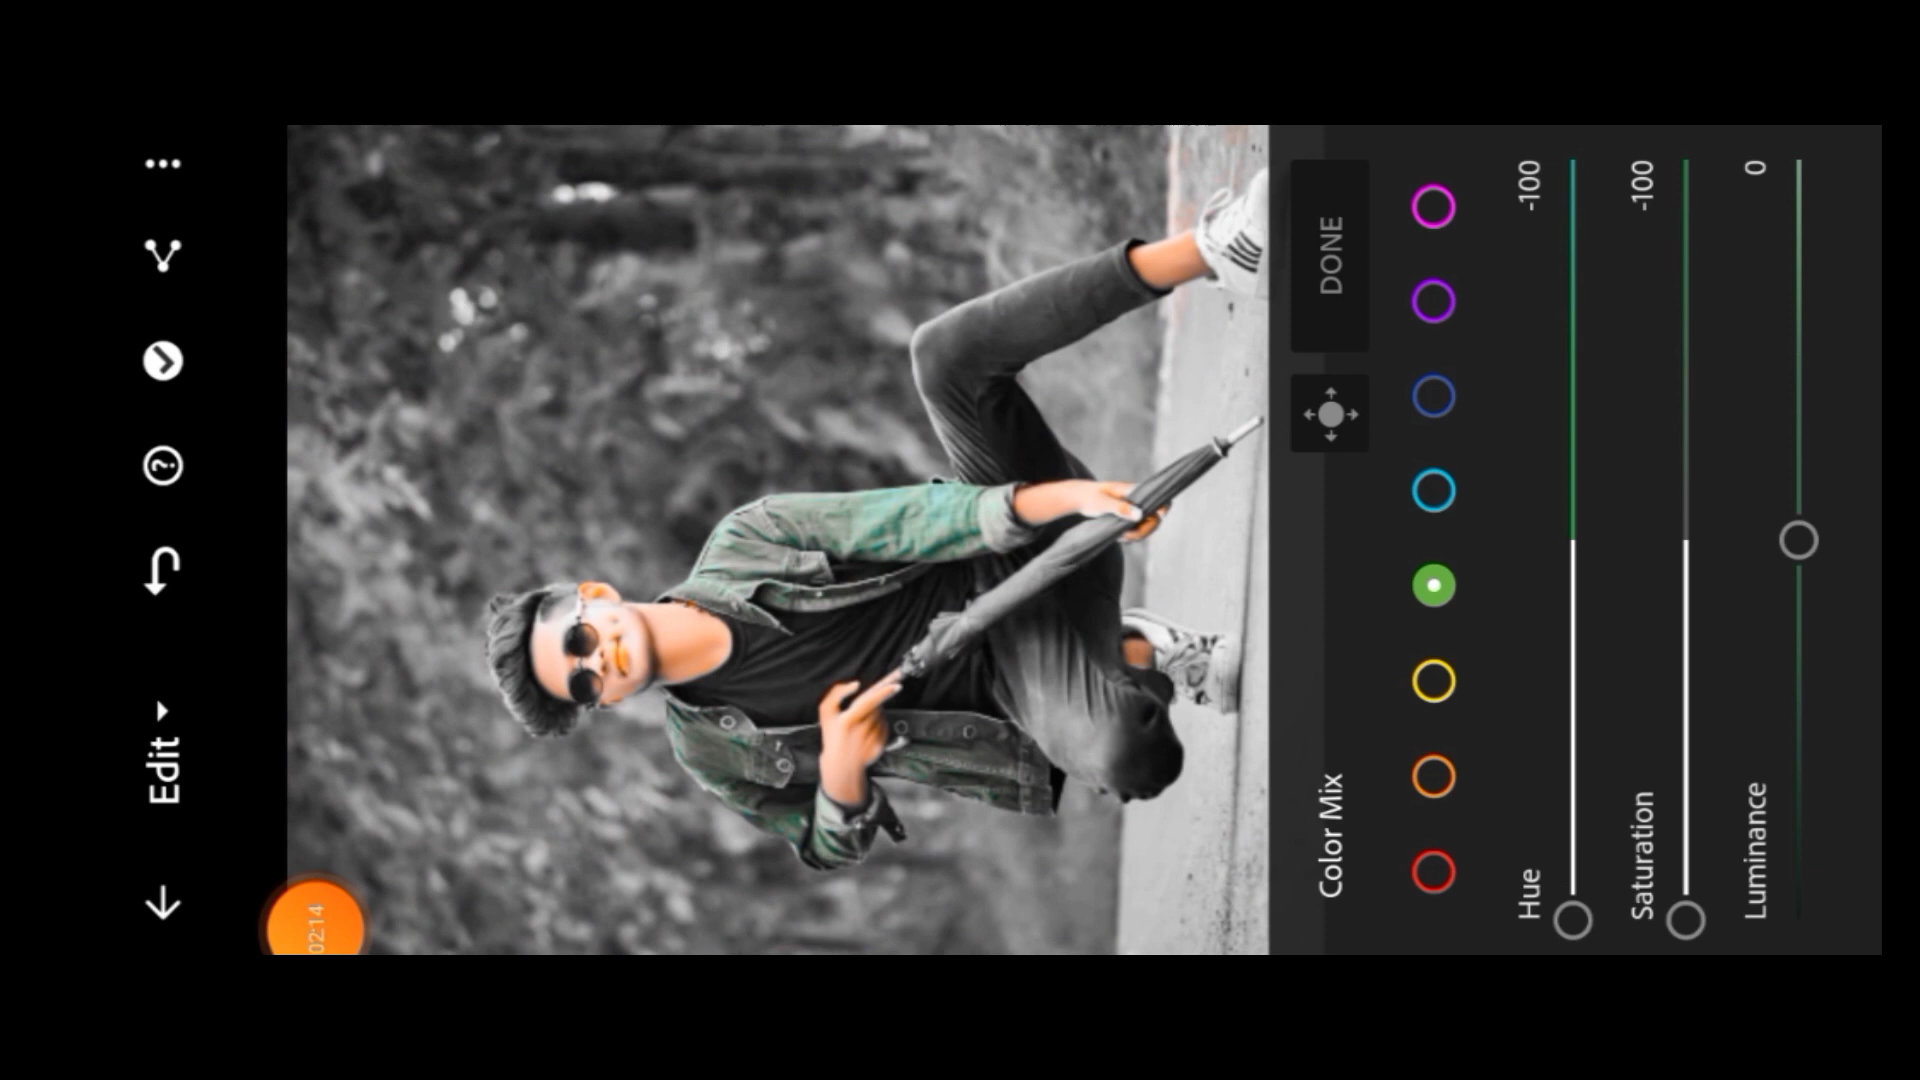 Edit
02:14
Color Mix
DONE
Hue
-100
Saturation
-100
Luminance
0